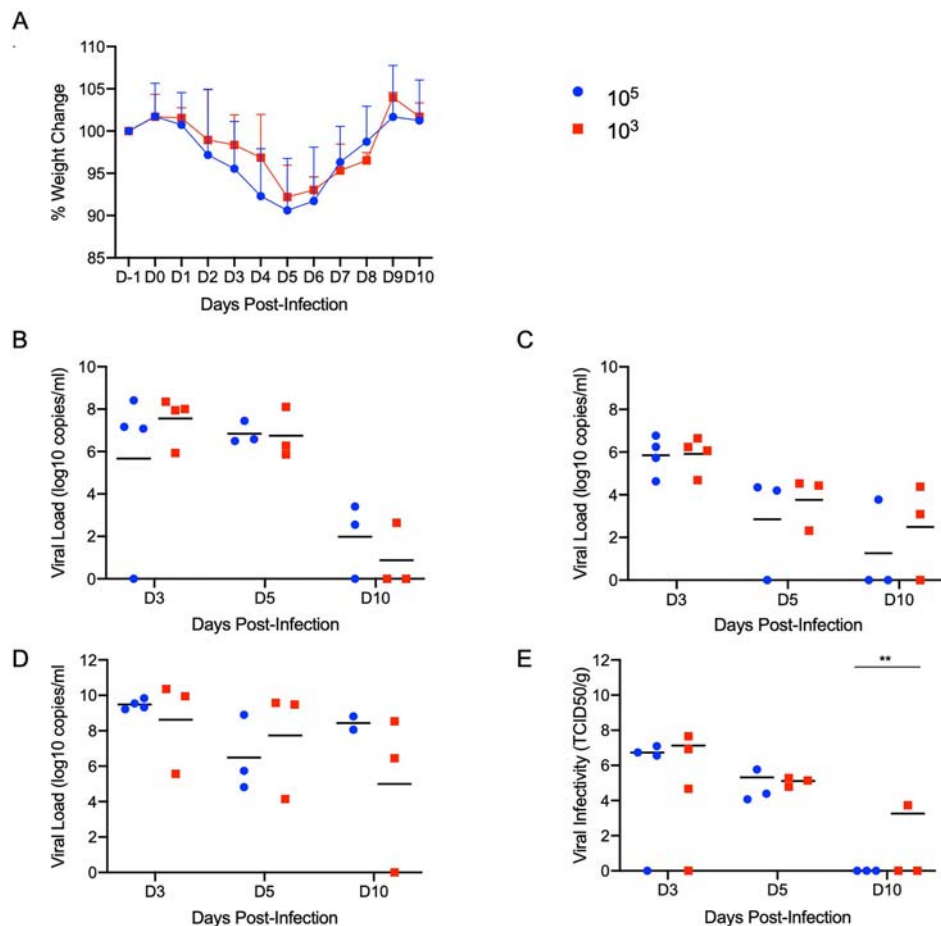 A
110
105
100
95
90
85
% Weight Change
D-1 D0 D1 D2 D3 D4 D5 D6 D7 D8 D9 D10
Days Post-Infection
10⁵
10³
B
10
8
6
4
2
0
Viral Load (log10 copies/ml)
D3 D5 D10
Days Post-Infection
C
10
8
6
4
2
0
Viral Load (log10 copies/ml)
D3 D5 D10
Days Post-Infection
D
12
10
8
6
4
2
0
Viral Load (log10 copies/ml
D3 D5 D10
Days Post-Infection
E
12
10
8
6
4
2
0
Viral Infectivity (TCID50/g)
**
D3 D5 D10
Days Post-Infection